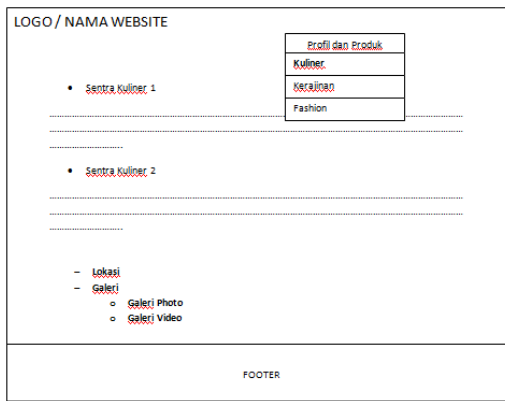 LOGO / NAMA WEBSITE
Profil dan Produk
Kuliner
Kerajinan
Fashion
• Sentra Kuliner 1
................................................................................
................................................................................
............................
• Sentra Kuliner 2
................................................................................
................................................................................
............................
– Lokasi
– Galeri
o Galeri Photo
o Galeri Video
FOOTER